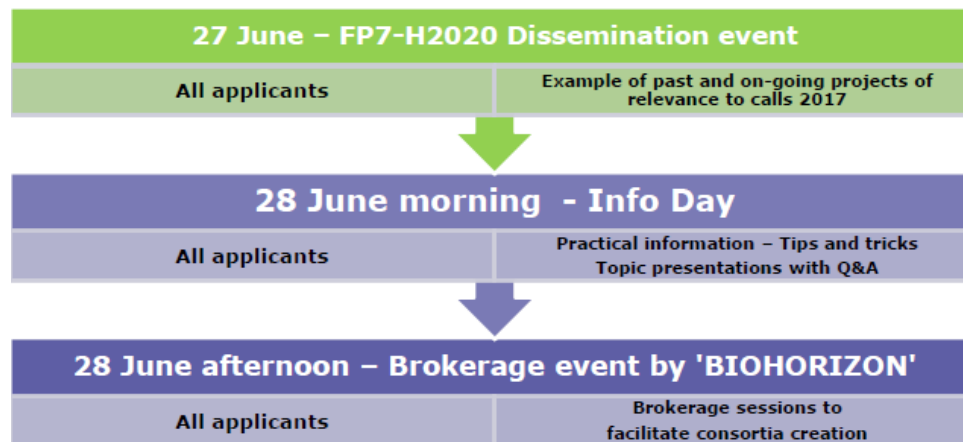 27 June – FP7-H2020 Dissemination event
All applicants
Example of past and on-going projects of
relevance to calls 2017
28 June morning - Info Day
All applicants
Practical information – Tips and tricks
Topic presentations with Q&A
28 June afternoon – Brokerage event by 'BIOHORIZON'
All applicants
Brokerage sessions to
facilitate consortia creation